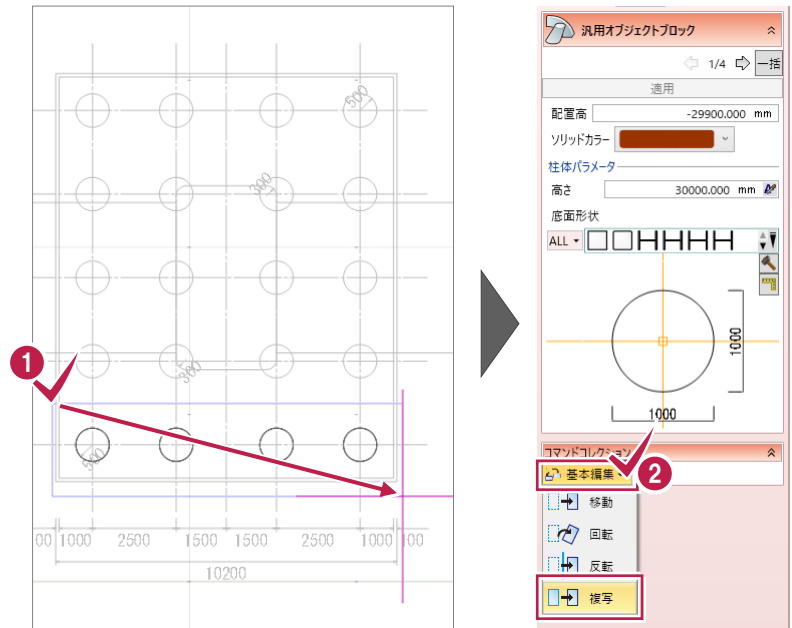 500
300
1
300
500
00 1000 2500 1500 1500 2500 1000 100
10200
汎用オブジェクトブロック
1/4 一括
適用
配置高 -29900.000 mm
ソリッドカラー
柱体パラメータ
高さ 30000.000 mm
底面形状
ALL
1000
1000
コマンドコレクション
基本編集
2
移動
回転
反転
複写